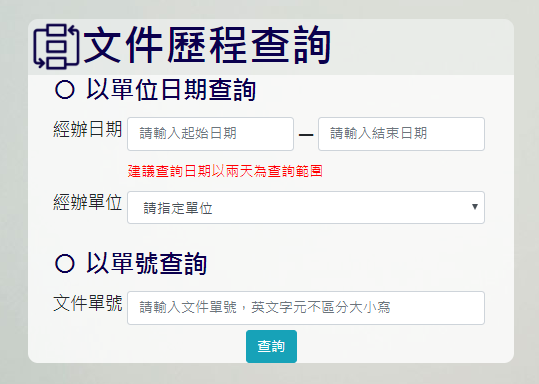 文件歷程查詢
以單位日期查詢
經辦日期 請輸入起始日期 — 請輸入結束日期
建議查詢日期以兩天為查詢範圍
經辦單位 請指定單位
以單號查詢
文件單號 請輸入文件單號，英文字元不區分大小寫
查詢